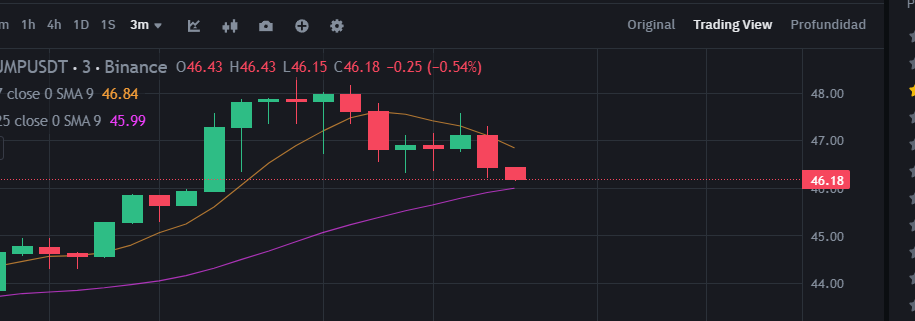 m 1h 4h 1D 1S 3m Original Trading View Profundidad
UMPUSDT · 3 · Binance O46.43 H46.43 L46.15 C46.18 −0.25 (−0.54%)
7 close 0 SMA 9 46.84
25 close 0 SMA 9 45.99
48.00
47.00
46.18
46.00
45.00
44.00